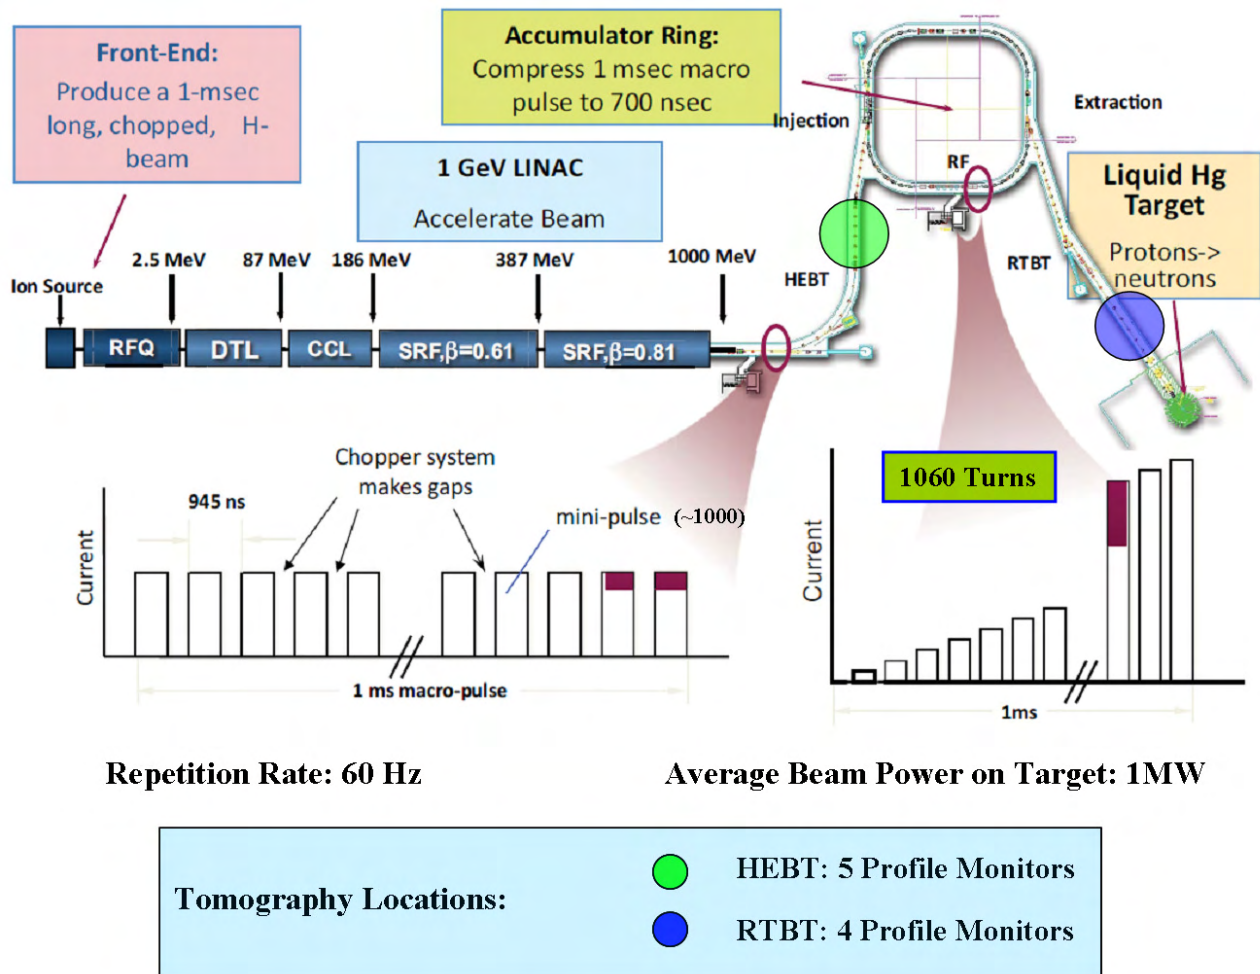 Front-End:
Produce a 1-msec
long, chopped, H-
beam
Accumulator Ring:
Compress 1 msec macro
pulse to 700 nsec
1 GeV LINAC
Accelerate Beam
Injection
Extraction
RF
Liquid Hg
Target
Protons->
neutrons
HEBT
RTBT
Ion Source
2.5 MeV
87 MeV
186 MeV
387 MeV
1000 MeV
RFQ
DTL
CCL
SRF,β=0.61
SRF,β=0.81
Chopper system
makes gaps
945 ns
mini-pulse (~1000)
Current
1 ms macro-pulse
1060 Turns
Current
1ms
Repetition Rate: 60 Hz
Average Beam Power on Target: 1MW
Tomography Locations:
HEBT: 5 Profile Monitors
RTBT: 4 Profile Monitors